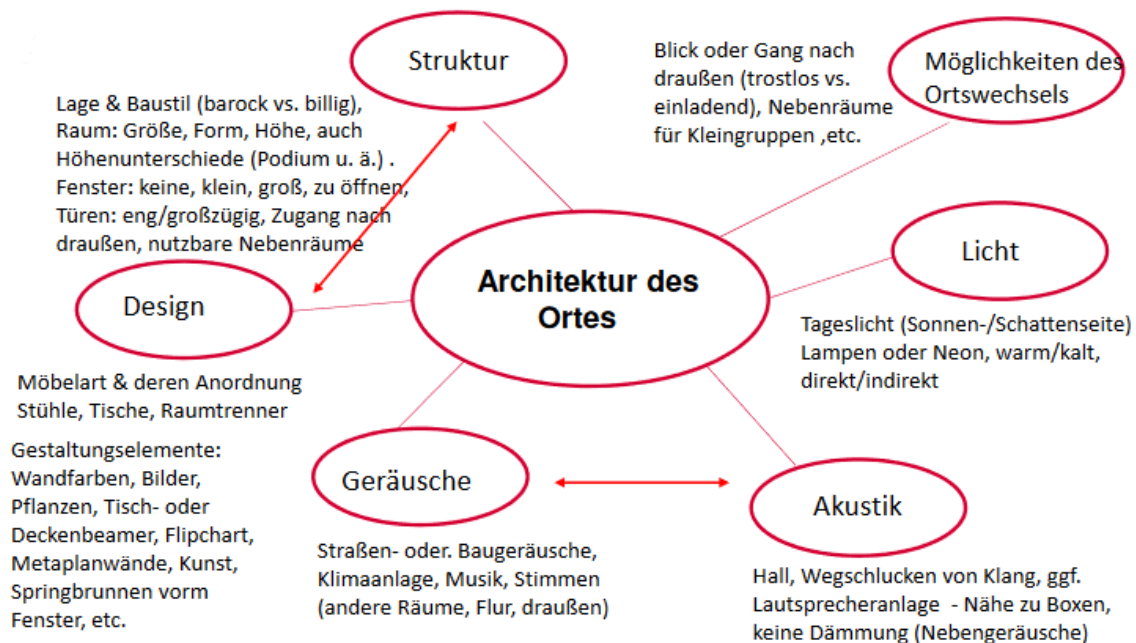 Struktur
Lage & Baustil (barock vs. billig),
Raum: Größe, Form, Höhe, auch
Höhenunterschiede (Podium u. ä.) .
Fenster: keine, klein, groß, zu öffnen,
Türen: eng/großzügig, Zugang nach
draußen, nutzbare Nebenräume
Blick oder Gang nach
draußen (trostlos vs.
einladend), Nebenräume
für Kleingruppen ,etc.
Möglichkeiten des
Ortswechsels
Architektur des
Ortes
Licht
Tageslicht (Sonnen-/Schattenseite)
Lampen oder Neon, warm/kalt,
direkt/indirekt
Design
Möbelart & deren Anordnung
Stühle, Tische, Raumtrenner
Gestaltungselemente:
Wandfarben, Bilder,
Pflanzen, Tisch- oder
Deckenbeamer, Flipchart,
Metaplanwände, Kunst,
Springbrunnen vorm
Fenster, etc.
Geräusche
Straßen- oder. Baugeräusche,
Klimaanlage, Musik, Stimmen
(andere Räume, Flur, draußen)
Akustik
Hall, Wegschlucken von Klang, ggf.
Lautsprecheranlage - Nähe zu Boxen,
keine Dämmung (Nebengeräusche)